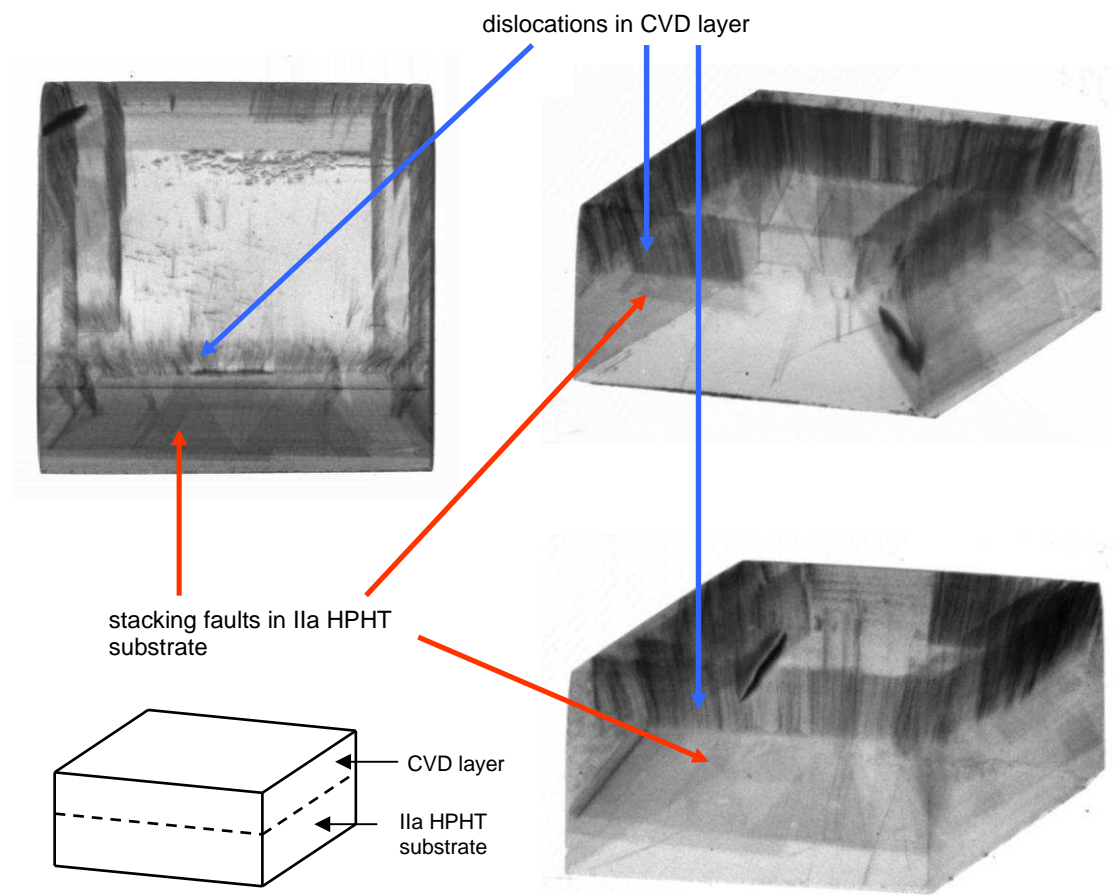 dislocations in CVD layer
stacking faults in IIa HPHT
substrate
CVD layer
IIa HPHT
substrate